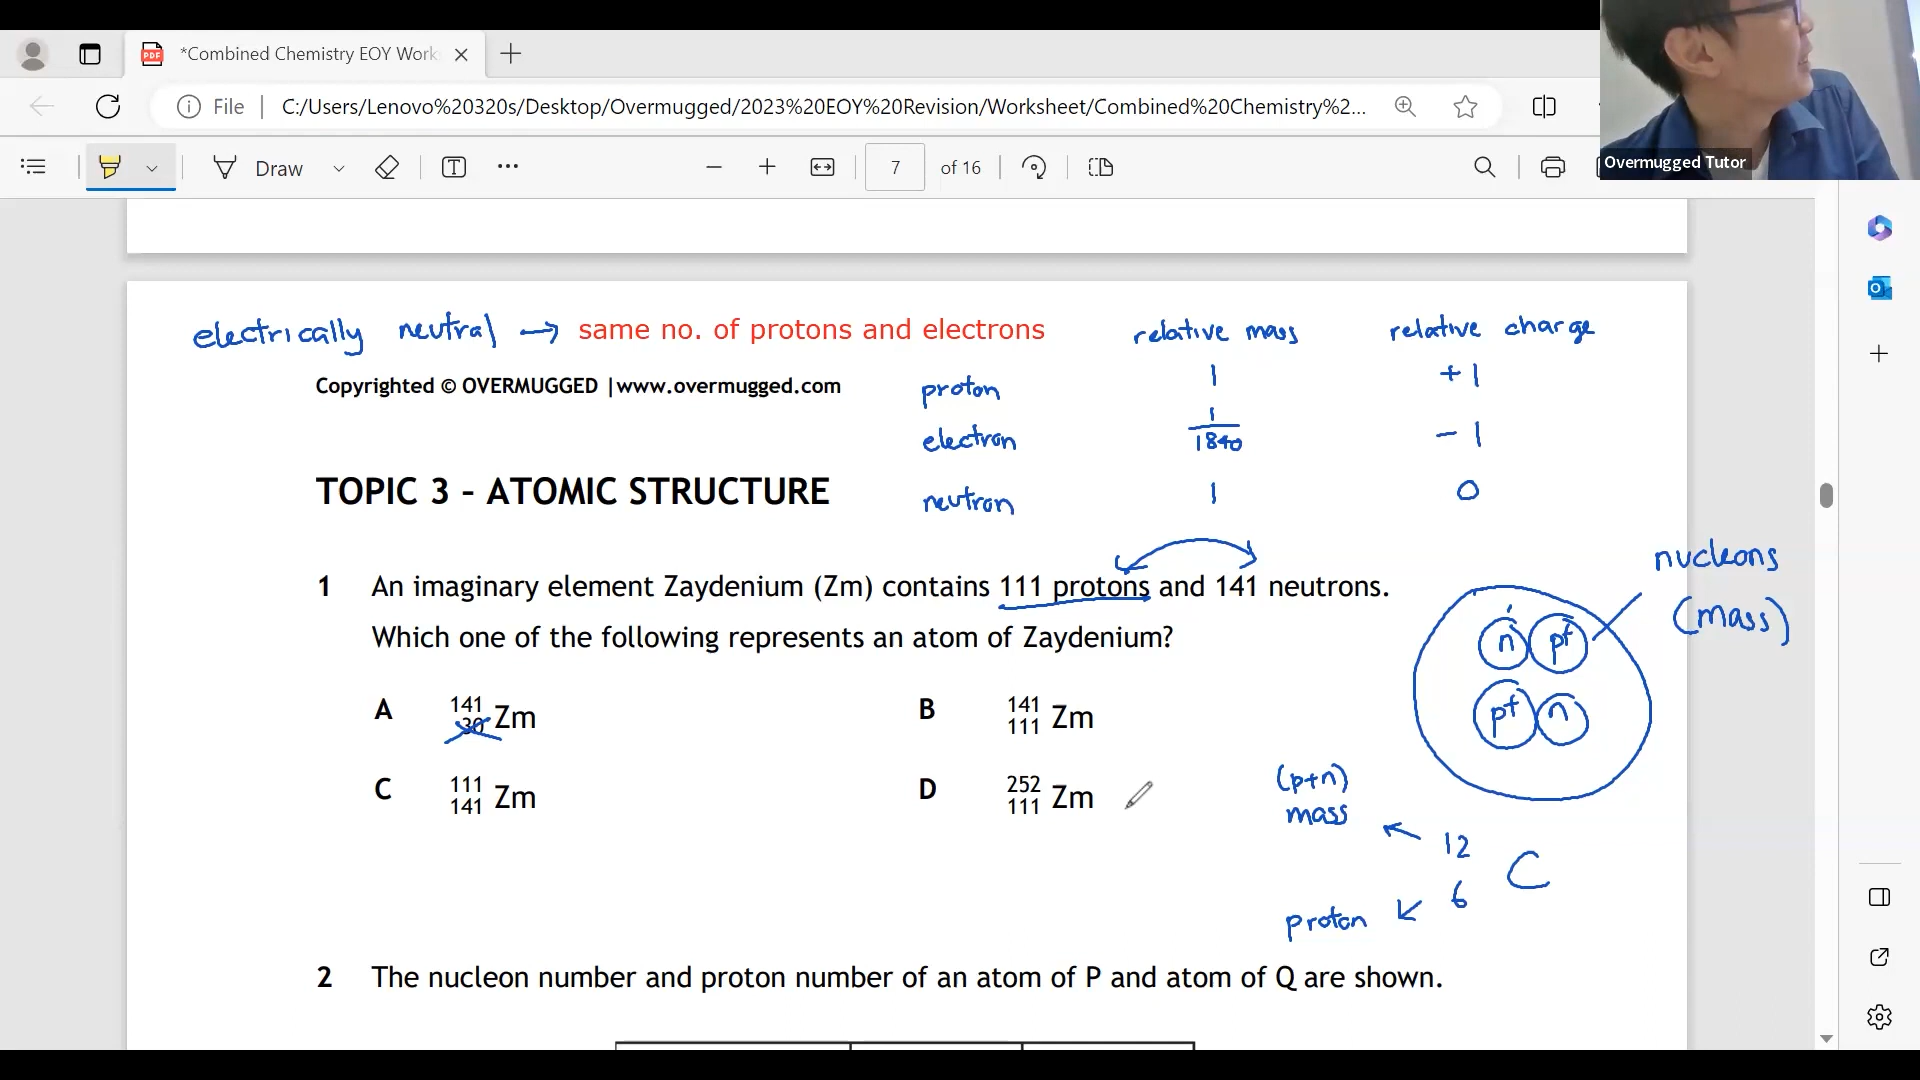 *Combined Chemistry EOY Work
File
C:/Users/Lenovo%20320s/Desktop/Overmugged/2023%20EOY%20Revision/Worksheet/Combined%20Chemistry%2...
Draw
7 of 16
Overmugged Tutor
electrically neutral → same no. of protons and electrons
relative mass relative charge
Copyrighted © OVERMUGGED |www.overmugged.com
proton 1 +1
electron 1/1840 -1
neutron 1 0
TOPIC 3 – ATOMIC STRUCTURE
1 An imaginary element Zaydenium (Zm) contains 111 protons and 141 neutrons.
Which one of the following represents an atom of Zaydenium?
A 141 30 Zm
B 141 111 Zm
C 111 141 Zm
D 252 111 Zm
nucleons
(mass)
n p+
p+ n
(p+n)
mass ← 12
C
proton ↙ 6
2 The nucleon number and proton number of an atom of P and atom of Q are shown.